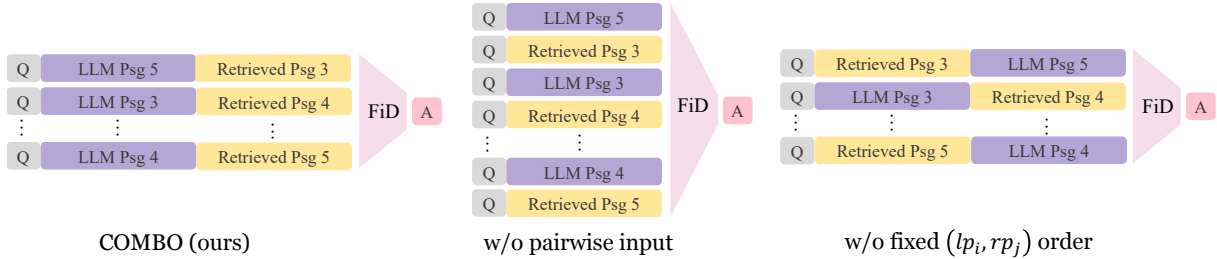 Q LLM Psg 5 Retrieved Psg 3
Q LLM Psg 3 Retrieved Psg 4
⋮ ⋮ ⋮
Q LLM Psg 4 Retrieved Psg 5
FiD
A
COMBO (ours)
Q LLM Psg 5
Q Retrieved Psg 3
Q LLM Psg 3
Q Retrieved Psg 4
⋮ ⋮
Q LLM Psg 4
Q Retrieved Psg 5
FiD
A
w/o pairwise input
Q Retrieved Psg 3 LLM Psg 5
Q LLM Psg 3 Retrieved Psg 4
⋮ ⋮ ⋮
Q Retrieved Psg 5 LLM Psg 4
FiD
A
w/o fixed (lp_i, rp_j) order